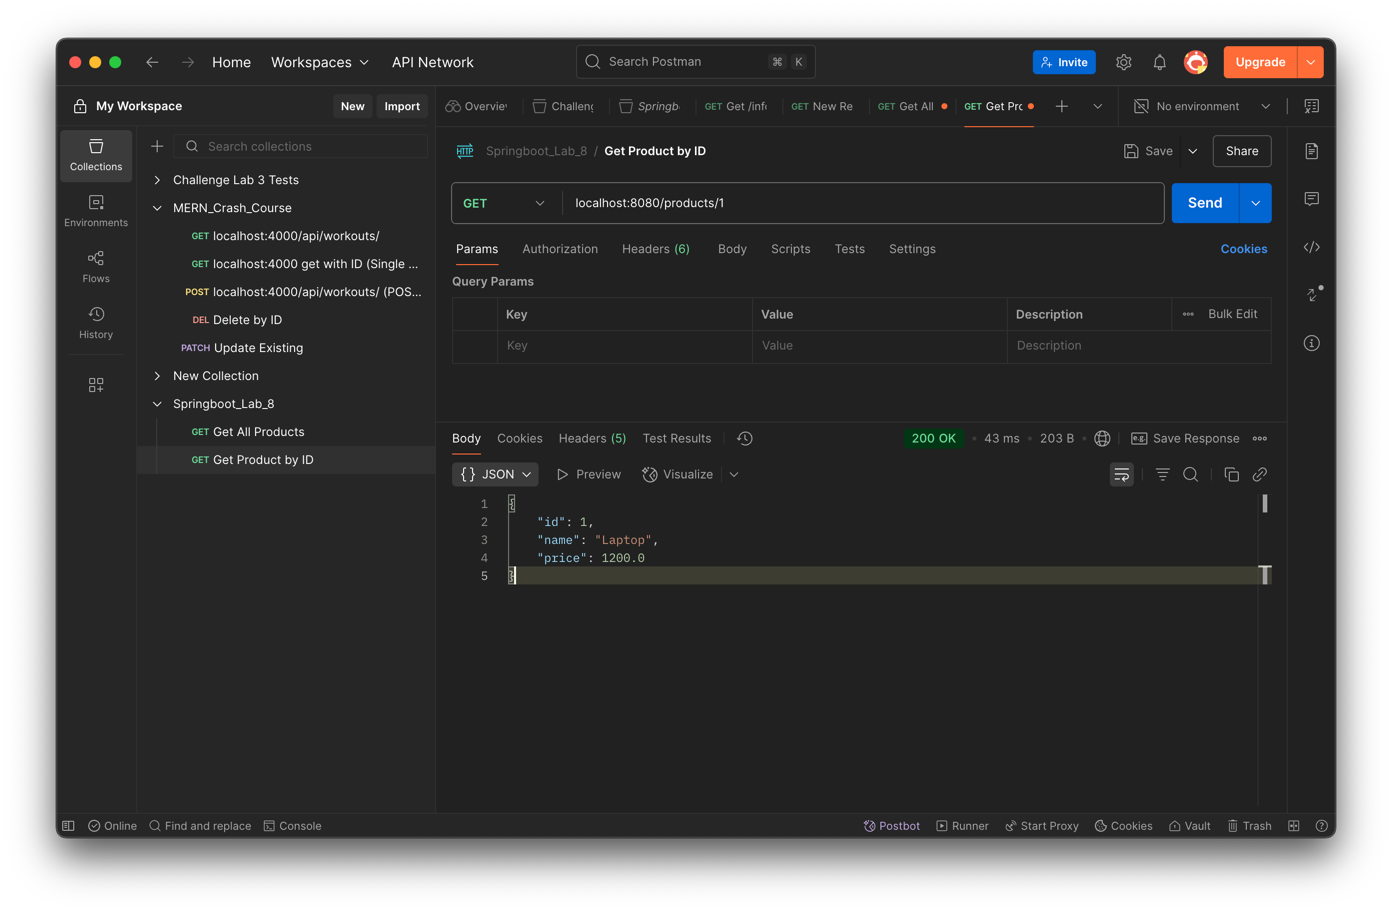 Home Workspaces API Network Search Postman ⌘ K Invite Upgrade
My Workspace New Import
Overvie Challeng Springb GET Get /info GET New Re GET Get All GET Get Pro No environment
Collections
Environments
Flows
History
Search collections
Challenge Lab 3 Tests
MERN_Crash_Course
GET localhost:4000/api/workouts/
GET localhost:4000 get with ID (Single ...
POST localhost:4000/api/workouts/ (POS...
DEL Delete by ID
PATCH Update Existing
New Collection
Springboot_Lab_8
GET Get All Products
GET Get Product by ID
HTTP Springboot_Lab_8 / Get Product by ID Save Share
GET localhost:8080/products/1 Send
Params Authorization Headers (6) Body Scripts Tests Settings Cookies
Query Params
Key Value Description Bulk Edit
Key Value Description
Body Cookies Headers (5) Test Results 200 OK 43 ms 203 B e.g. Save Response
{} JSON Preview Visualize
1 {
2 "id": 1,
3 "name": "Laptop",
4 "price": 1200.0
5 }
Online Find and replace Console Postbot Runner Start Proxy Cookies Vault Trash